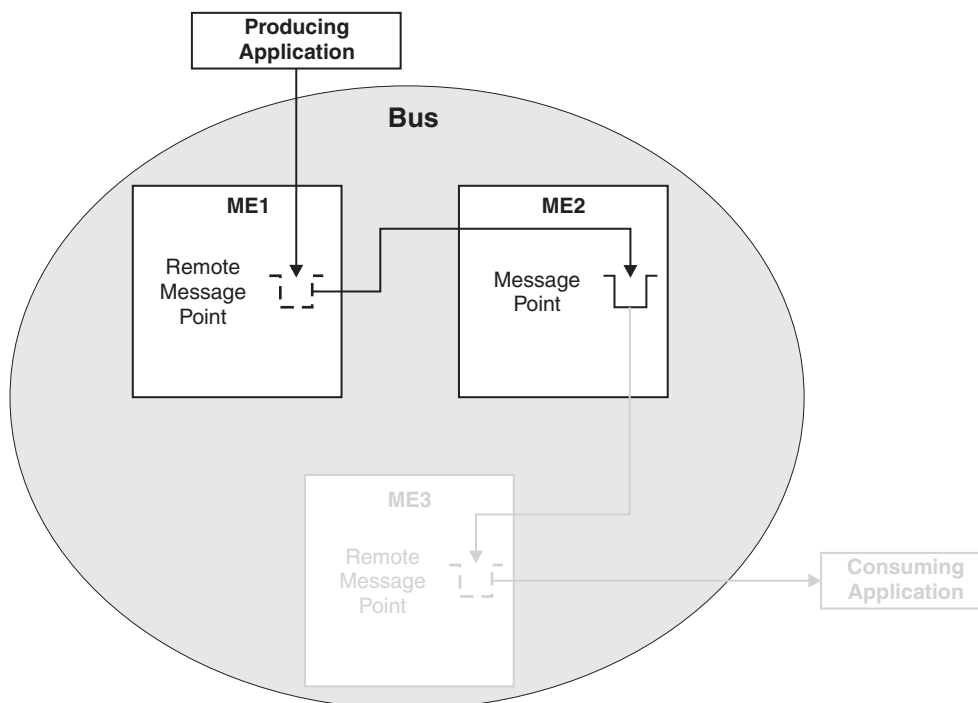 Producing
Application
Bus
ME1
ME2
Remote
Message
Point
Message
Point
ME3
Remote
Message
Point
Consuming
Application